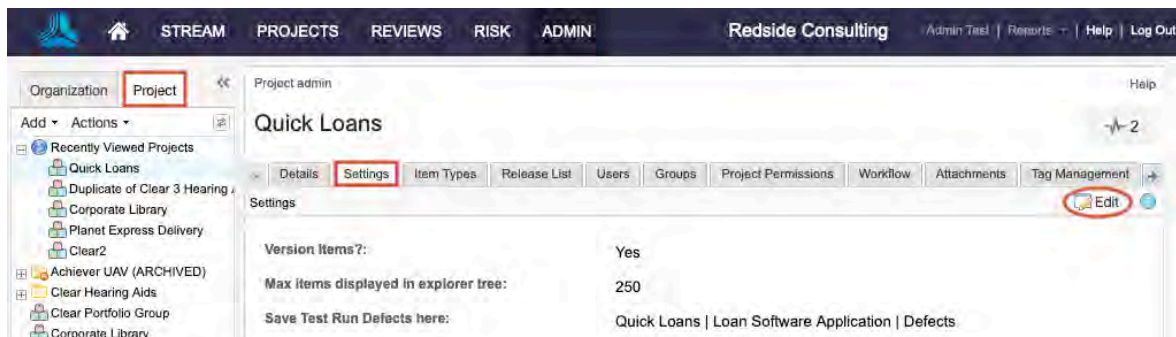 STREAM PROJECTS REVIEWS RISK ADMIN Redside Consulting Admin Test | Reports | Help | Log Out
Organization Project Project admin Help
Add Actions Quick Loans 2
Recently Viewed Projects
Quick Loans Details Settings Item Types Release List Users Groups Project Permissions Workflow Attachments Tag Management
Duplicate of Clear 3 Hearing
Settings Edit
Corporate Library
Planet Express Delivery
Version Items?: Yes
Clear2
Achiever UAV (ARCHIVED)
Max items displayed in explorer tree: 250
Clear Hearing Aids
Clear Portfolio Group
Save Test Run Defects here: Quick Loans | Loan Software Application | Defects
Corporate Library